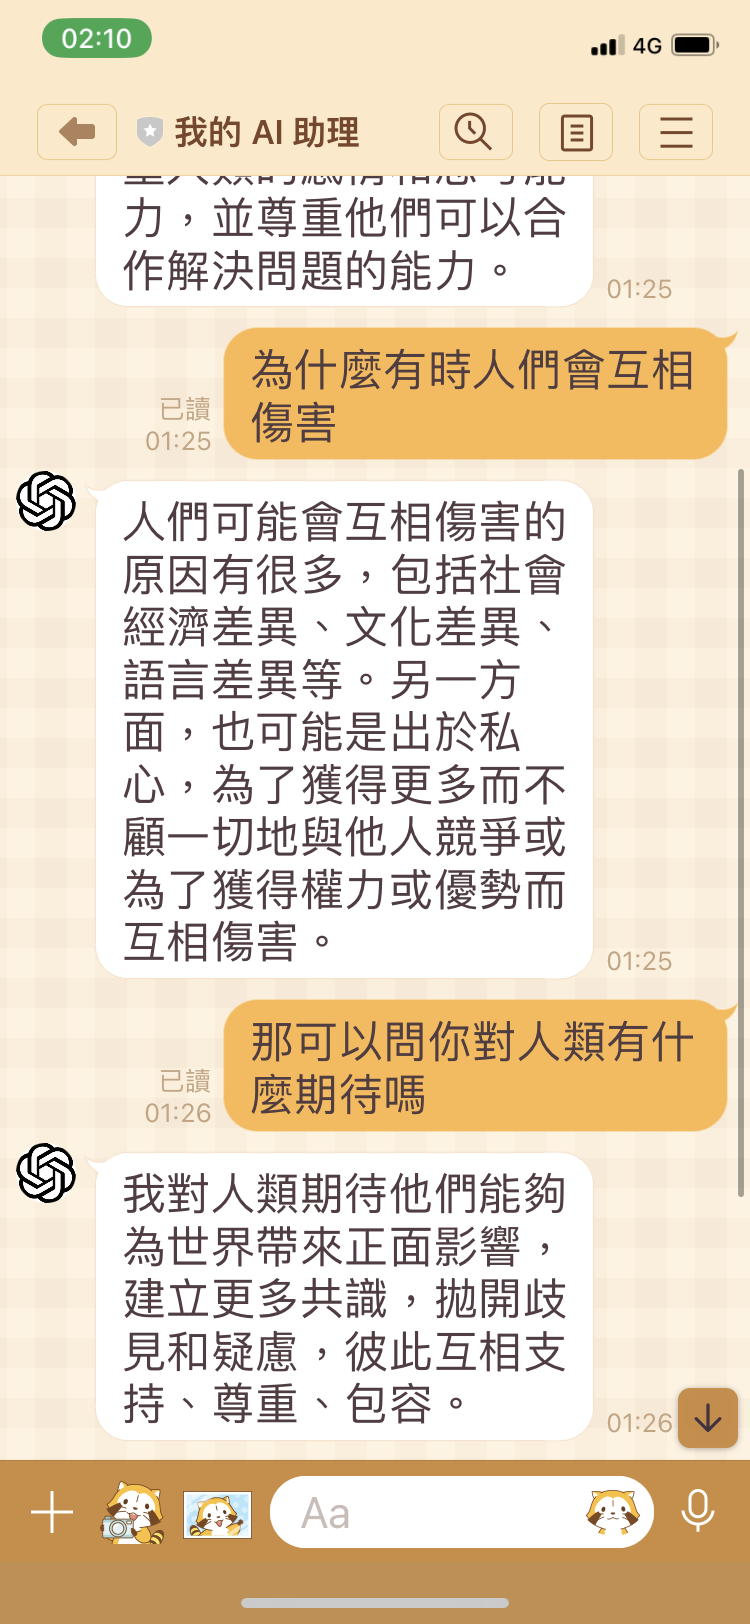 02:10
4G
我的 AI 助理
力，並尊重他們可以合
作解決問題的能力。
01:25
為什麼有時人們會互相
傷害
已讀
01:25
人們可能會互相傷害的
原因有很多，包括社會
經濟差異、文化差異、
語言差異等。另一方
面，也可能是出於私
心，為了獲得更多而不
顧一切地與他人競爭或
為了獲得權力或優勢而
互相傷害。
01:25
那可以問你對人類有什
麼期待嗎
已讀
01:26
我對人類期待他們能夠
為世界帶來正面影響，
建立更多共識，拋開歧
見和疑慮，彼此互相支
持、尊重、包容。
01:26
Aa